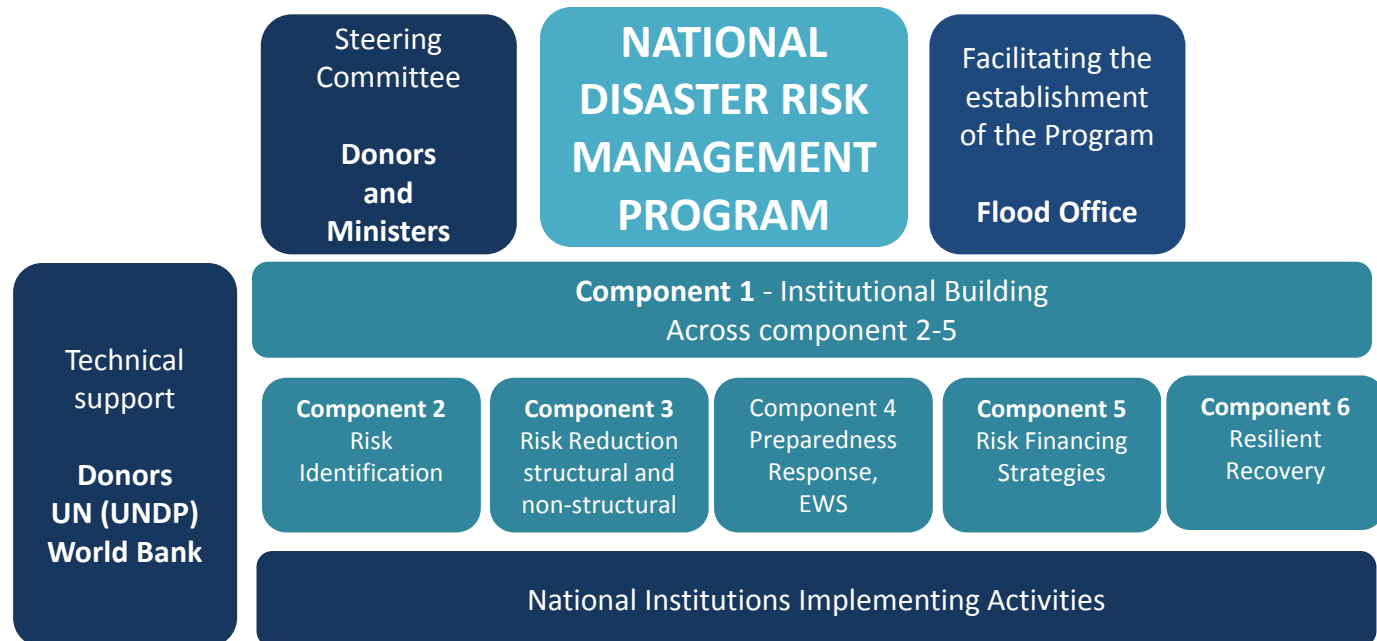 Steering
Committee
Donors
and
Ministers
NATIONAL
DISASTER RISK
MANAGEMENT
PROGRAM
Facilitating the
establishment
of the Program
Flood Office
Technical
support
Donors
UN (UNDP)
World Bank
Component 1 - Institutional Building
Across component 2-5
Component 2
Risk
Identification
Component 3
Risk Reduction
structural and
non-structural
Component 4
Preparedness
Response,
EWS
Component 5
Risk Financing
Strategies
Component 6
Resilient
Recovery
National Institutions Implementing Activities